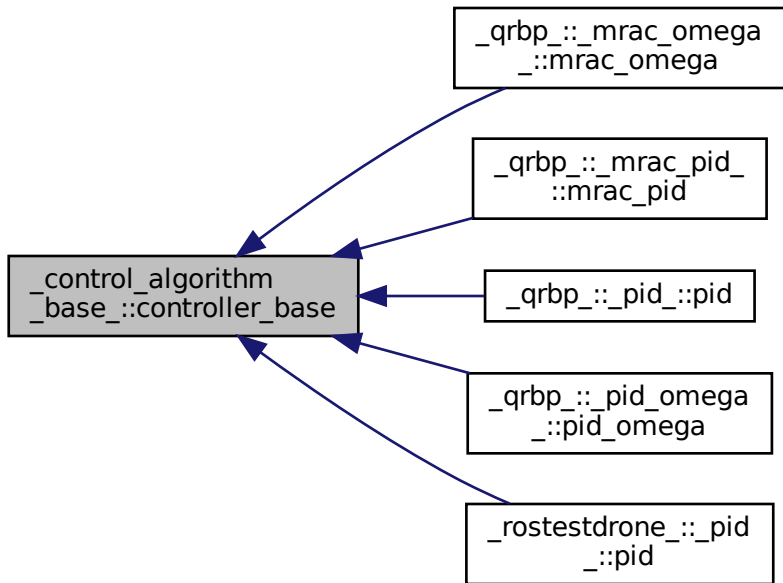 _qrbp_::_mrac_omega
_::mrac_omega
_qrbp_::_mrac_pid_
::mrac_pid
_control_algorithm
_base_::controller_base
_qrbp_::_pid_::pid
_qrbp_::_pid_omega
_::pid_omega
_rostestdrone_::_pid
_::pid